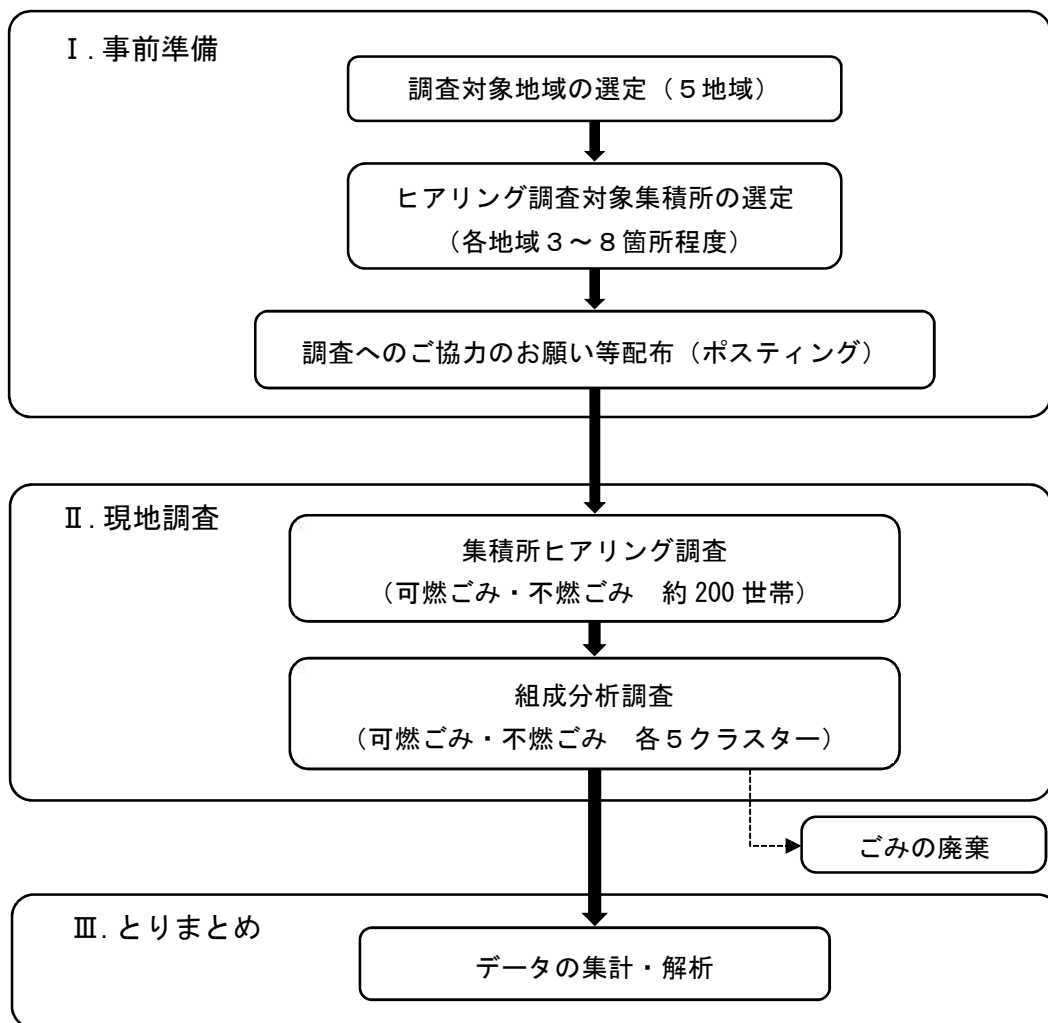 Ⅰ.事前準備
調査対象地域の選定（５地域）
ヒアリング調査対象集積所の選定
（各地域３～８箇所程度）
調査へのご協力のお願い等配布（ポスティング）
Ⅱ.現地調査
集積所ヒアリング調査
（可燃ごみ・不燃ごみ　約200世帯）
組成分析調査
（可燃ごみ・不燃ごみ　各５クラスター）
ごみの廃棄
Ⅲ.とりまとめ
データの集計・解析